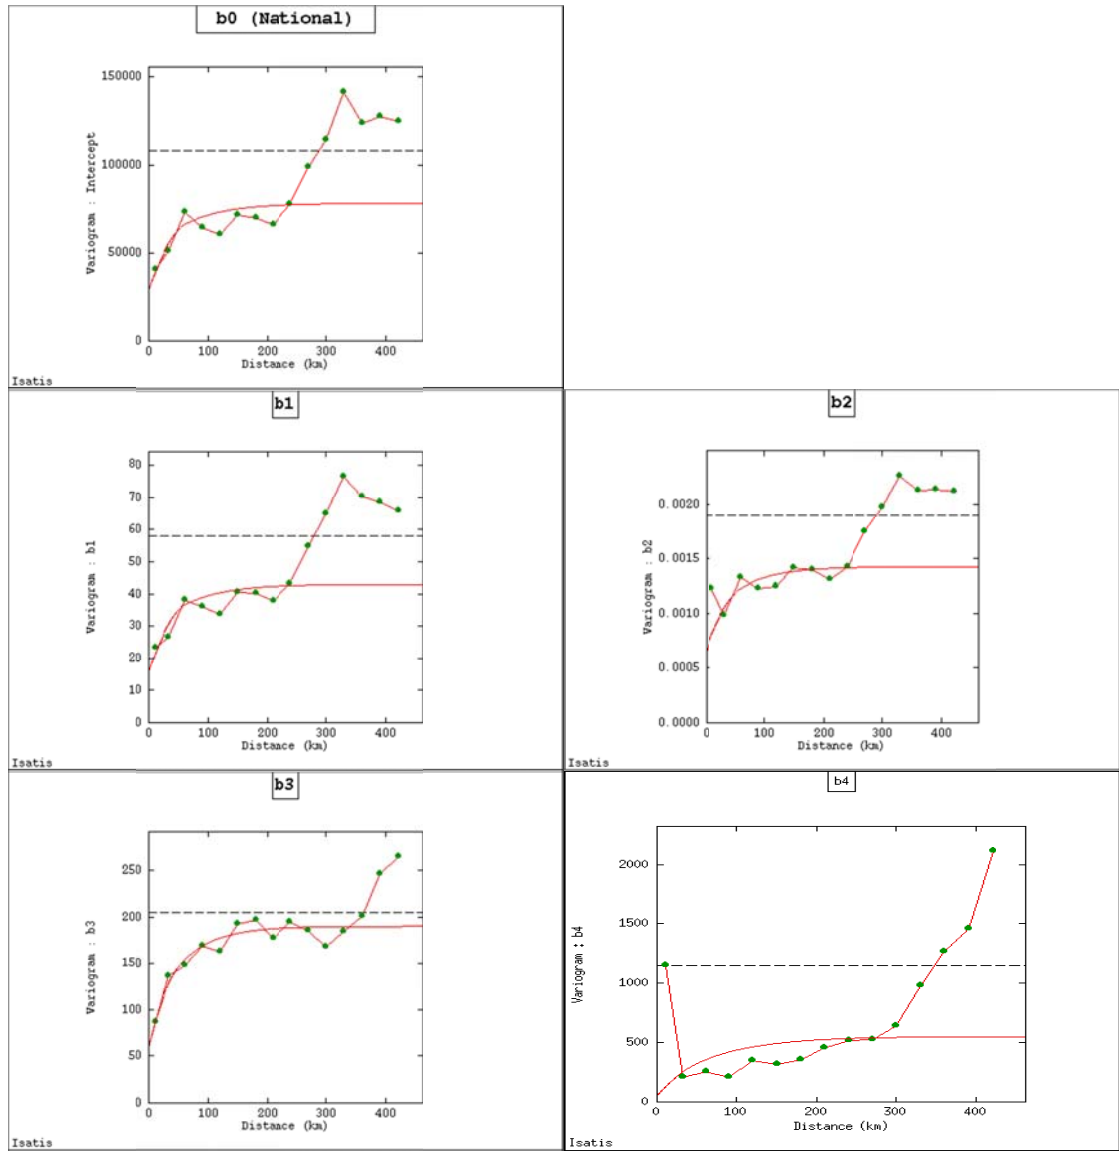 b0 (National)
150000
100000
50000
0
Variogram : Intercept
0 100 200 300 400
Distance (km)
Isatis
b1
80
70
60
50
40
30
20
10
0
Variogram : b1
0 100 200 300 400
Distance (km)
Isatis
b2
0.0020
0.0015
0.0010
0.0005
0.0000
Variogram : b2
0 100 200 300 400
Distance (km)
b3
250
200
150
100
50
0
Variogram : b3
0 100 200 300 400
Distance (km)
Isatis
Isatis
b4
2000
1500
1000
500
0
Variogram : b4
0 100 200 300 400
Distance (km)
Isatis